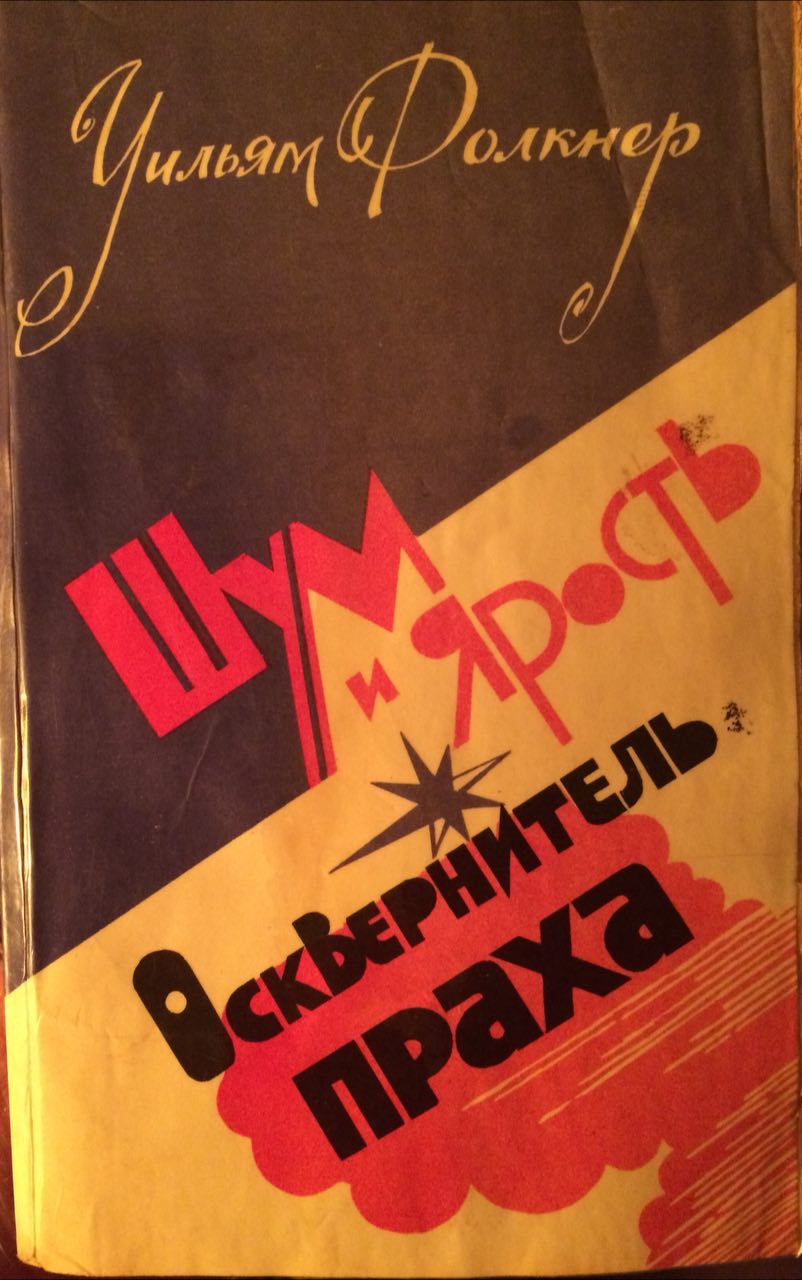 Уильям Фолкнер
Шум
и Ярость
Осквернитель
праха